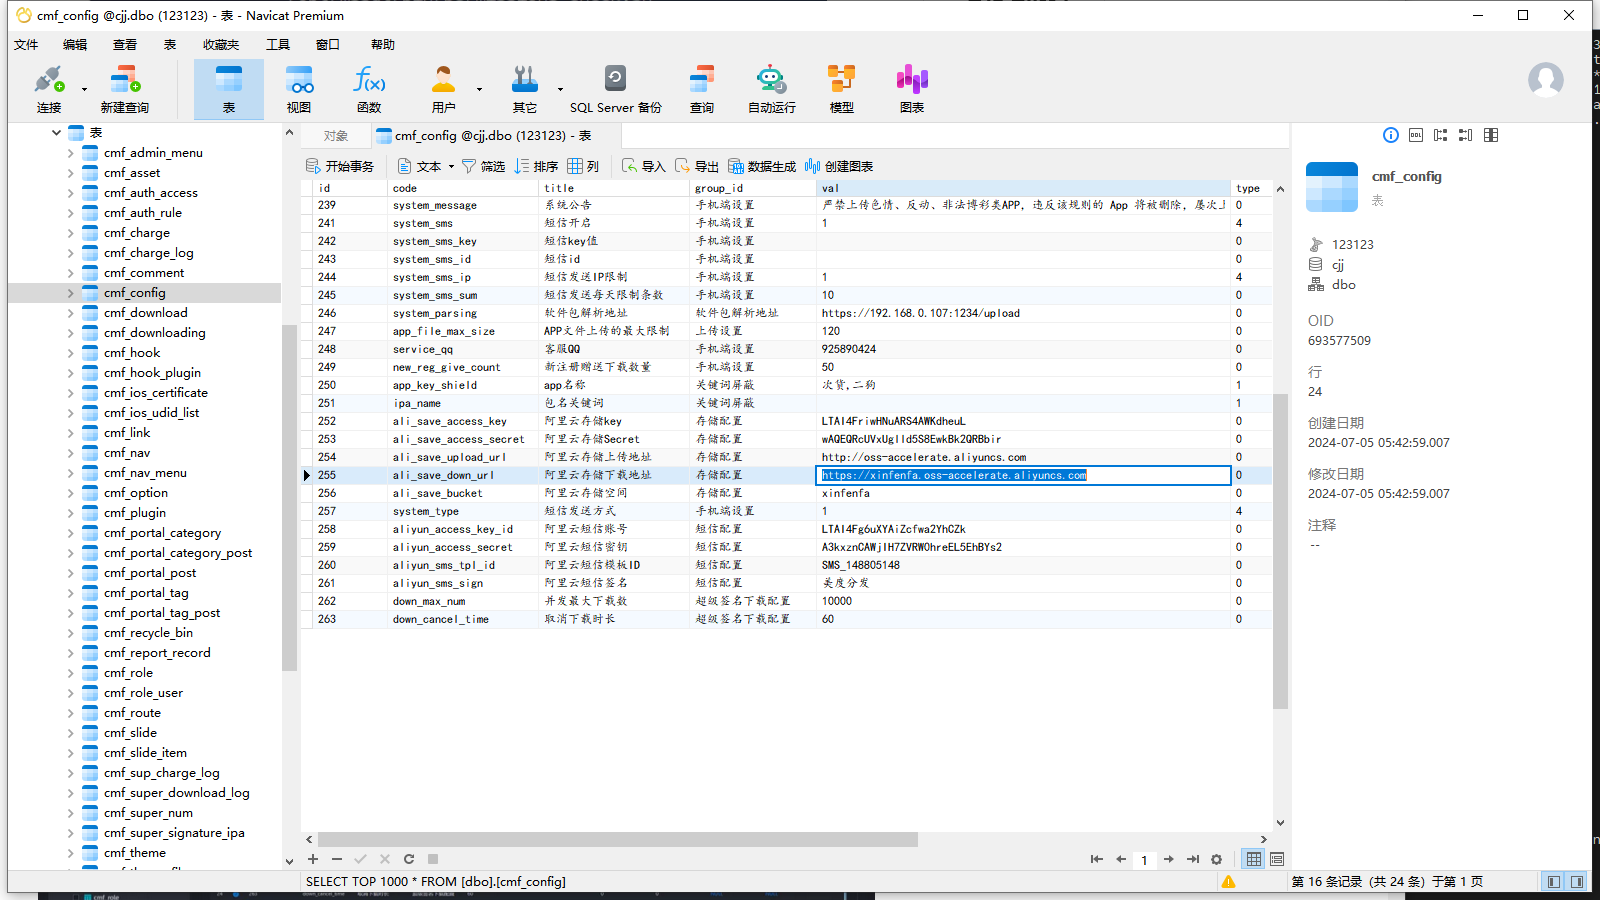 cmf_config @cjj.dbo (123123) - 表 - Navicat Premium
文件 编辑 查看 表 收藏夹 工具 窗口 帮助
连接 新建查询 表 视图 函数 用户 其它 SQL Server 备份 查询 自动运行 模型 图表
表
cmf_admin_menu
cmf_asset
cmf_auth_access
cmf_auth_rule
cmf_charge
cmf_charge_log
cmf_comment
cmf_config
cmf_download
cmf_downloading
cmf_hook
cmf_hook_plugin
cmf_ios_certificate
cmf_ios_udid_list
cmf_link
cmf_nav
cmf_nav_menu
cmf_option
cmf_plugin
cmf_portal_category
cmf_portal_category_post
cmf_portal_post
cmf_portal_tag
cmf_portal_tag_post
cmf_recycle_bin
cmf_report_record
cmf_role
cmf_role_user
cmf_route
cmf_slide
cmf_slide_item
cmf_sup_charge_log
cmf_super_download_log
cmf_super_num
cmf_super_signature_ipa
cmf_theme
对象 cmf_config @cjj.dbo (123123) - 表
开始事务 文本 筛选 排序 列 导入 导出 数据生成 创建图表
id code title group_id val type
239 system_message 系统公告 手机端设置 严禁上传色情、反动、非法博彩类APP, 违反该规则的 App 将被删除, 屡次上 0
241 system_sms 短信开启 手机端设置 1 4
242 system_sms_key 短信key值 手机端设置 0
243 system_sms_id 短信id 手机端设置 0
244 system_sms_ip 短信发送IP限制 手机端设置 1 4
245 system_sms_sum 短信发送每天限制条数 手机端设置 10 0
246 system_parsing 软件包解析地址 软件包解析地址 https://192.168.0.107:1234/upload 0
247 app_file_max_size APP文件上传的最大限制 上传设置 120 0
248 service_qq 客服QQ 手机端设置 925890424 0
249 new_reg_give_count 新注册赠送下载数量 手机端设置 50 0
250 app_key_shield app名称 关键词屏蔽 次贷,二狗 1
251 ipa_name 包名关键词 关键词屏蔽 1
252 ali_save_access_key 阿里云存储key 存储配置 LTAI4FriwHNuARS4AWKdheuL 0
253 ali_save_access_secret 阿里云存储Secret 存储配置 wAQEQRcUVxUglld5S8EwkBk2QRBbir 0
254 ali_save_upload_url 阿里云存储上传地址 存储配置 http://oss-accelerate.aliyuncs.com 0
255 ali_save_down_url 阿里云存储下载地址 存储配置 https://xinfenfa.oss-accelerate.aliyuncs.com 0
256 ali_save_bucket 阿里云存储空间 存储配置 xinfenfa 0
257 system_type 短信发送方式 手机端设置 1 4
258 aliyun_access_key_id 阿里云短信账号 短信配置 LTAI4Fg6uXYAiZcfwa2YhCZk 0
259 aliyun_access_secret 阿里云短信密钥 短信配置 A3kxznCAWjIH7ZVRW0hreEL5EhBYs2 0
260 aliyun_sms_tpl_id 阿里云短信模板ID 短信配置 SMS_148805148 0
261 aliyun_sms_sign 阿里云短信签名 短信配置 美度分发 0
262 down_max_num 并发最大下载数 超级签名下载配置 10000 0
263 down_cancel_time 取消下载时长 超级签名下载配置 60 0
1
SELECT TOP 1000 * FROM [dbo].[cmf_config]
第 16 条记录 (共 24 条) 于第 1 页
cmf_config
表
123123
cjj
dbo
OID
693577509
行
24
创建日期
2024-07-05 05:42:59.007
修改日期
2024-07-05 05:42:59.007
注释
--